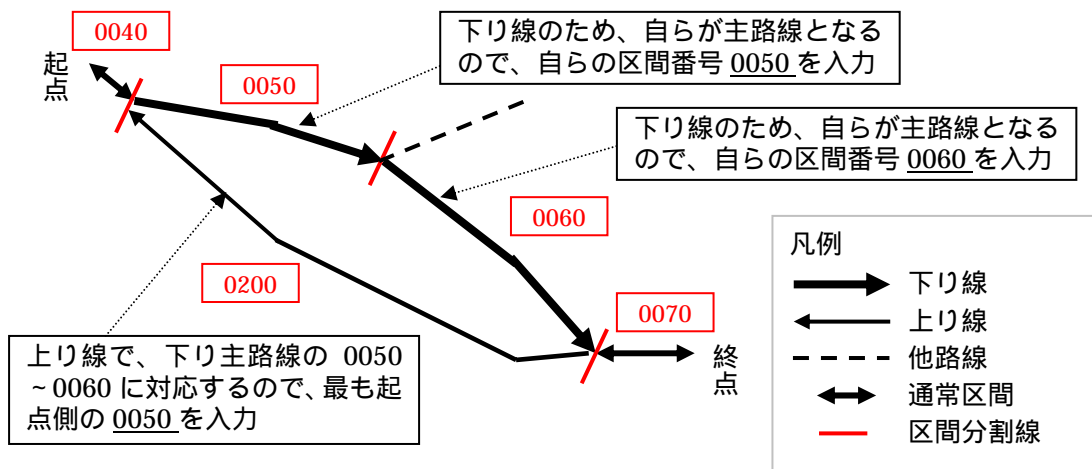 0040
起点
0050
下り線のため、自らが主路線となる
ので、自らの区間番号 0050 を入力
下り線のため、自らが主路線となる
ので、自らの区間番号 0060 を入力
0060
0200
0070
終点
上り線で、下り主路線の 0050
~0060 に対応するので、最も起
点側の 0050 を入力
凡例
下り線
上り線
他路線
通常区間
区間分割線